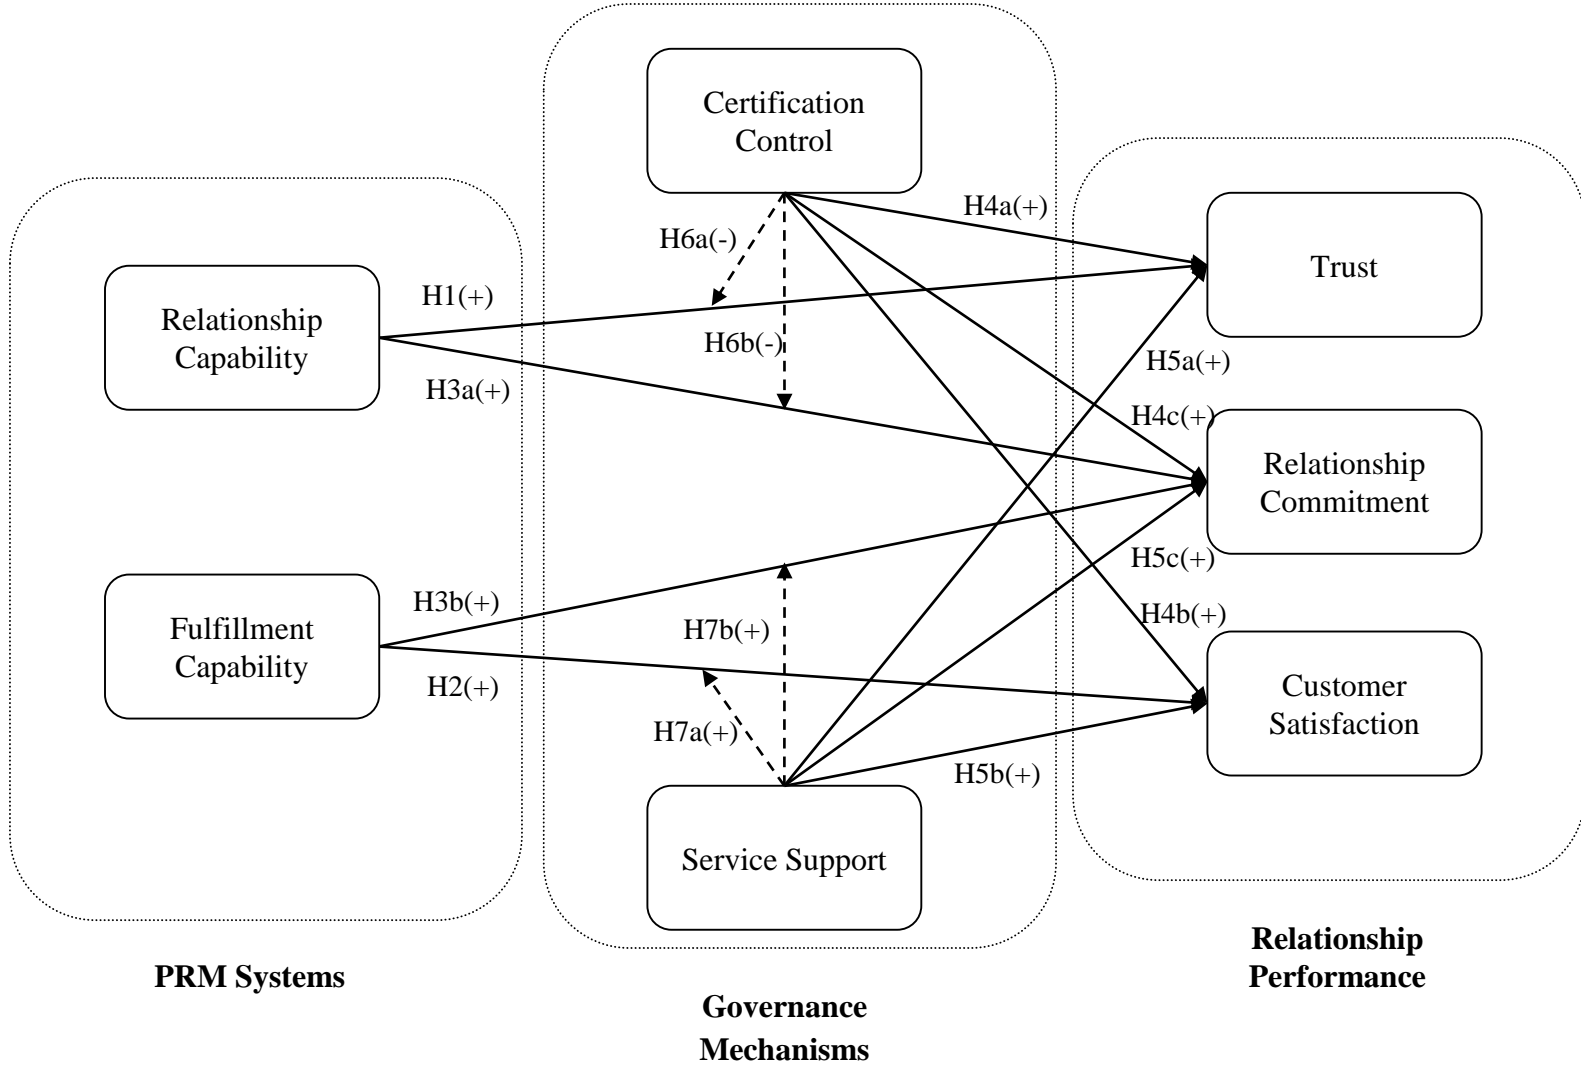 Certification
Control
H4a(+)
H6a(-)
Trust
H1(+)
Relationship
Capability
H6b(-)
H5a(+)
H3a(+)
H4c(+)
Relationship
Commitment
H5c(+)
H3b(+)
H4b(+)
Fulfillment
Capability
H7b(+)
H2(+)
Customer
Satisfaction
H7a(+)
H5b(+)
Service Support
PRM Systems
Governance
Mechanisms
Relationship
Performance